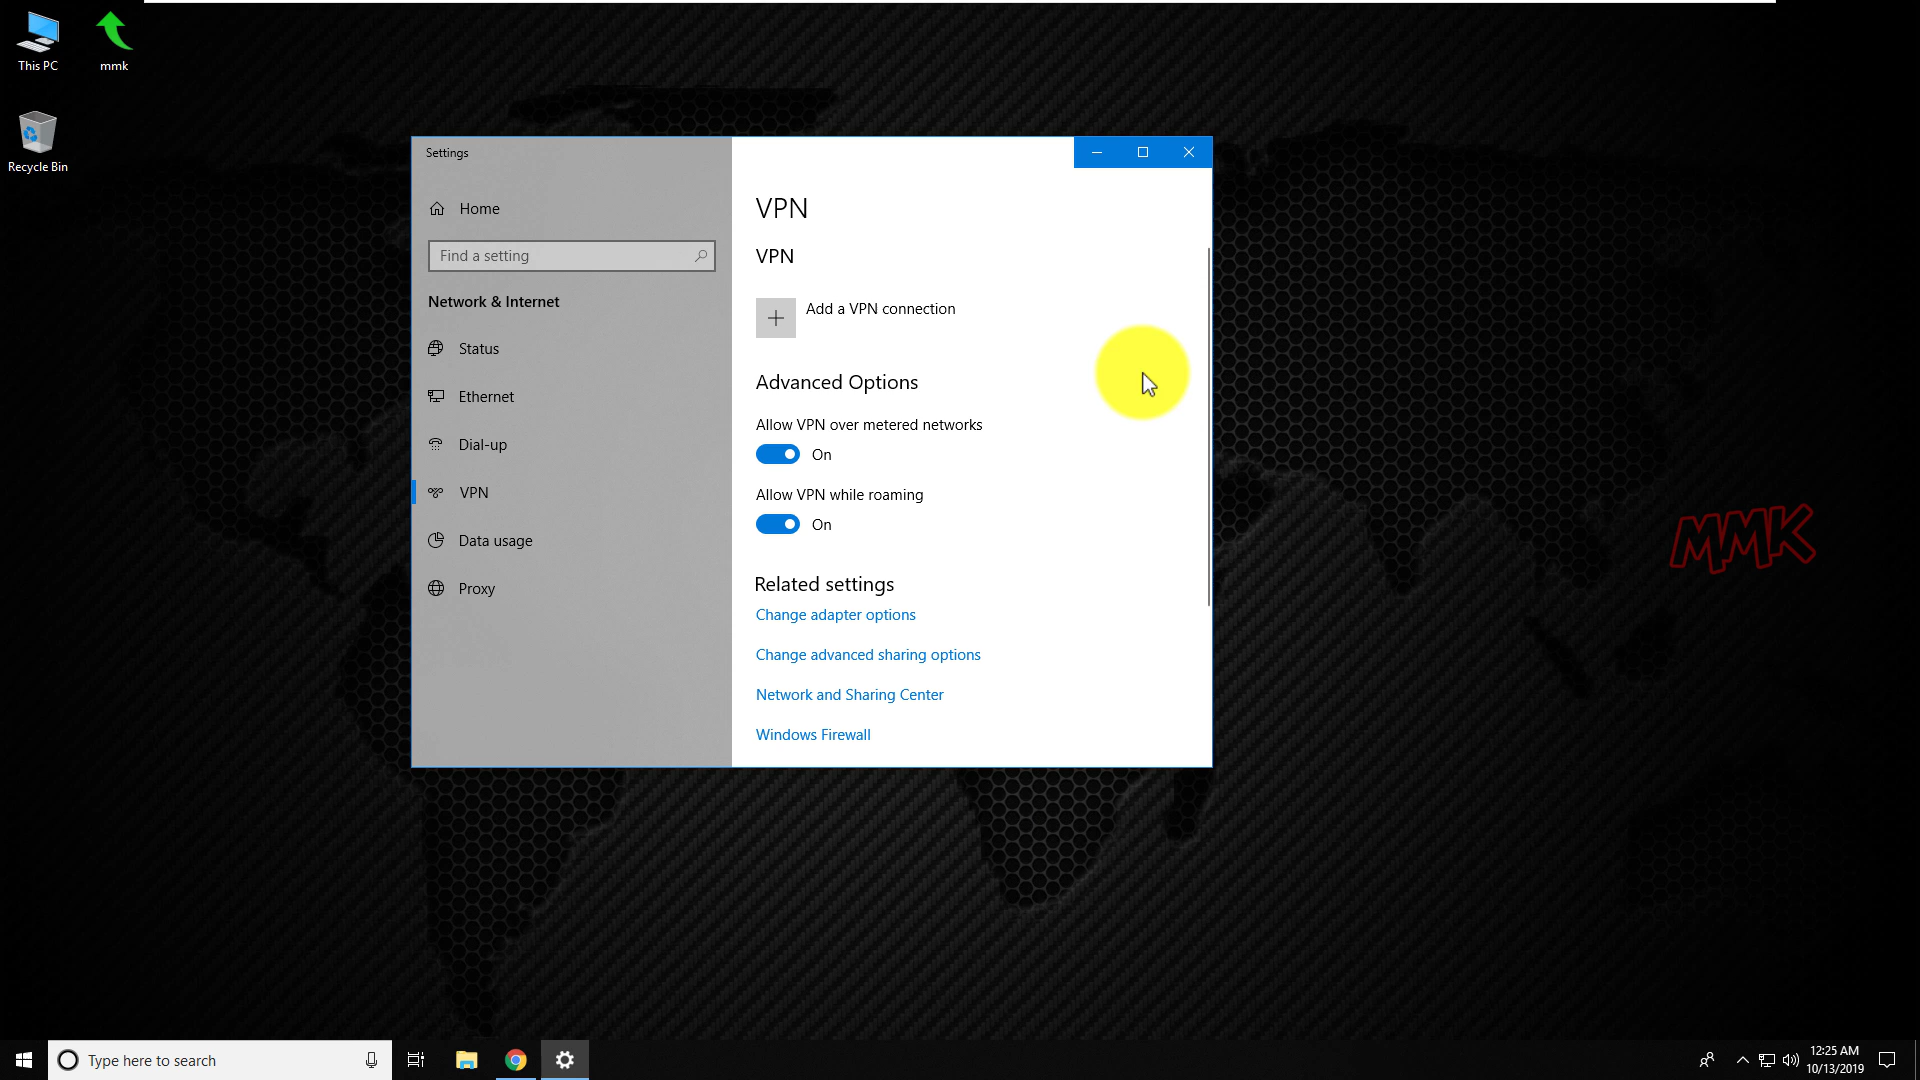 This PC
mmk
Recycle Bin
Settings
Home
Find a setting
Network & Internet
Status
Ethernet
Dial-up
VPN
Data usage
Proxy
VPN
VPN
Add a VPN connection
Advanced Options
Allow VPN over metered networks
On
Allow VPN while roaming
On
Related settings
Change adapter options
Change advanced sharing options
Network and Sharing Center
Windows Firewall
MMK
Type here to search
12:25 AM
10/13/2019